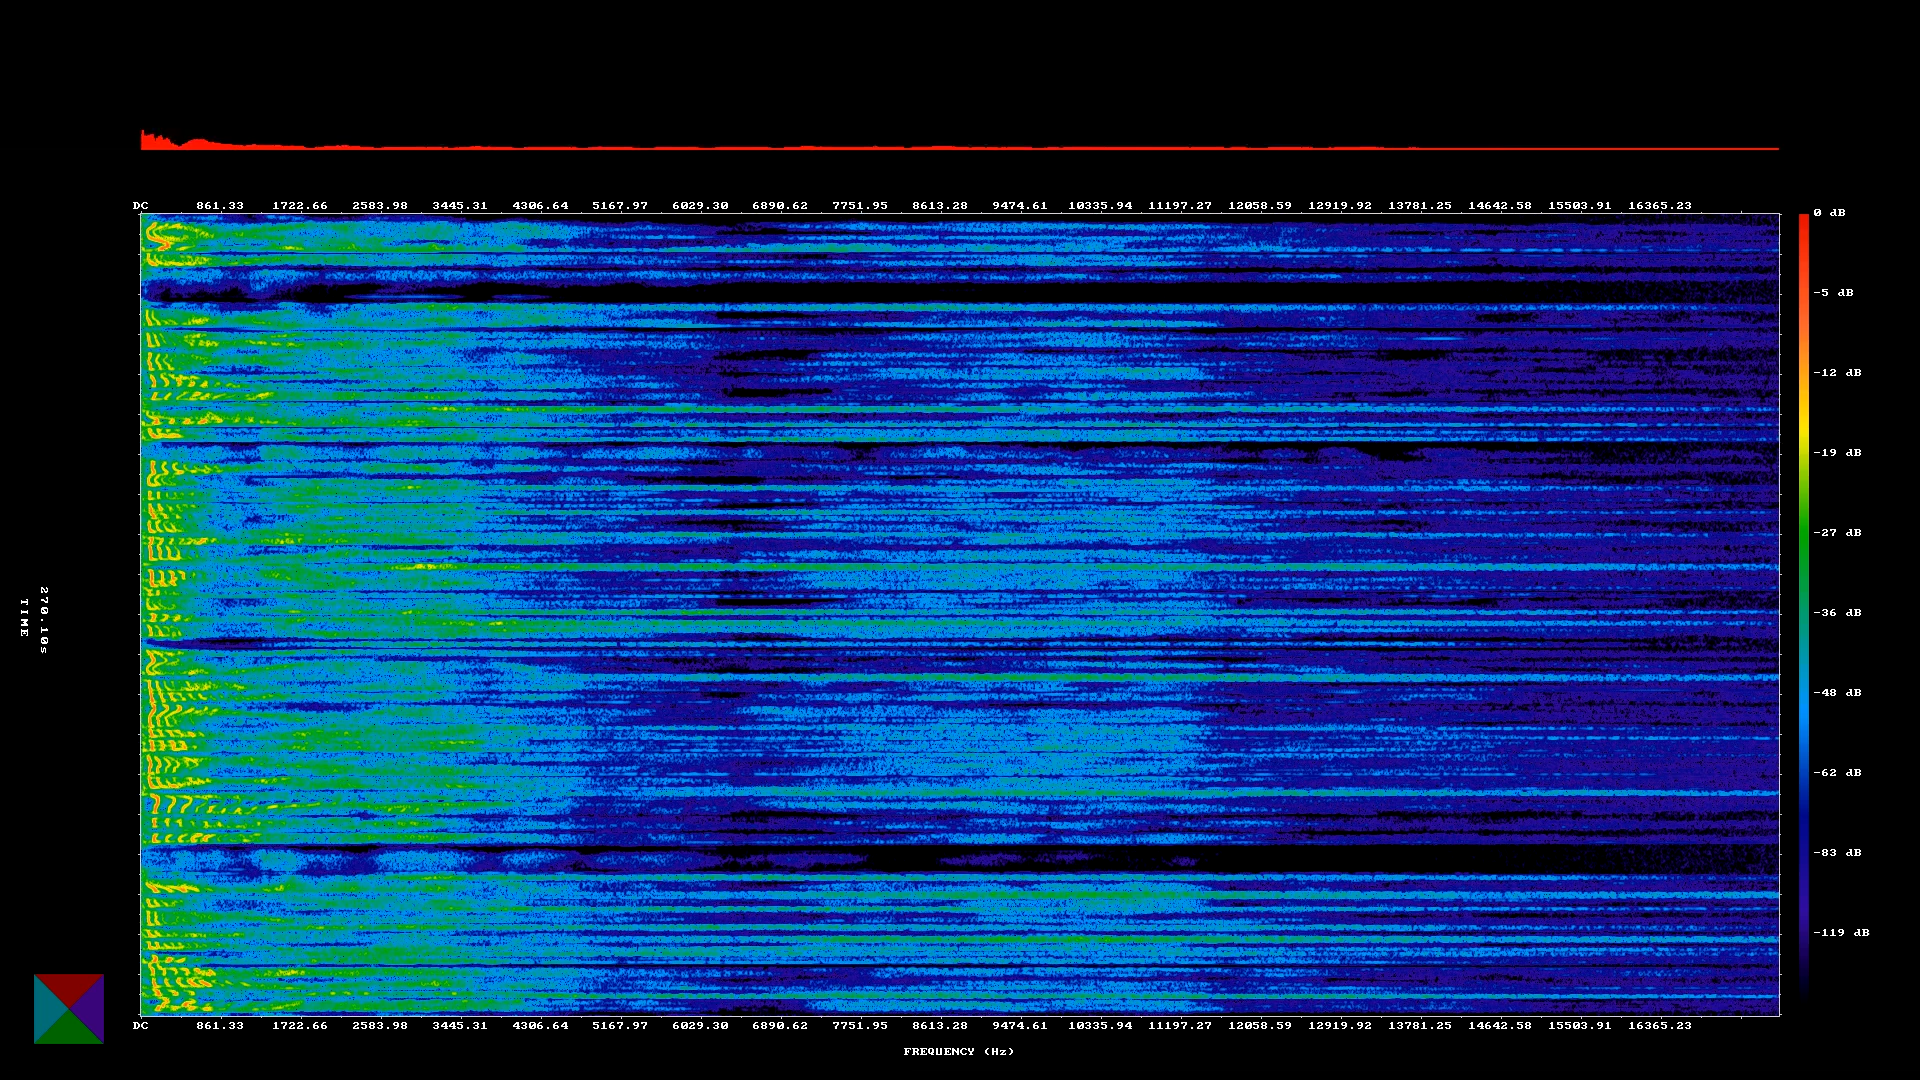 DC 861.33 1722.66 2583.98 3445.31 4306.64 5167.97 6029.30 6890.62 7751.95 8613.28 9474.61 10335.94 11197.27 12058.59 12919.92 13781.25 14642.58 15503.91 16365.23
0 dB
-5 dB
-12 dB
-19 dB
-27 dB
-36 dB
-48 dB
-62 dB
-83 dB
-119 dB
270.10s
TIME
DC 861.33 1722.66 2583.98 3445.31 4306.64 5167.97 6029.30 6890.62 7751.95 8613.28 9474.61 10335.94 11197.27 12058.59 12919.92 13781.25 14642.58 15503.91 16365.23
FREQUENCY (Hz)